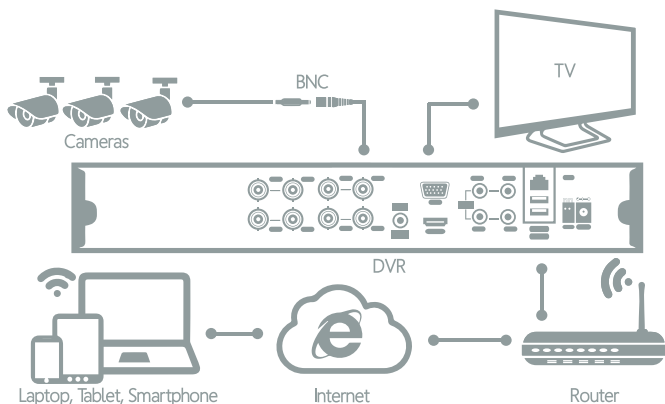 BNC
TV
Cameras
DVR
Laptop, Tablet, Smartphone
Internet
Router